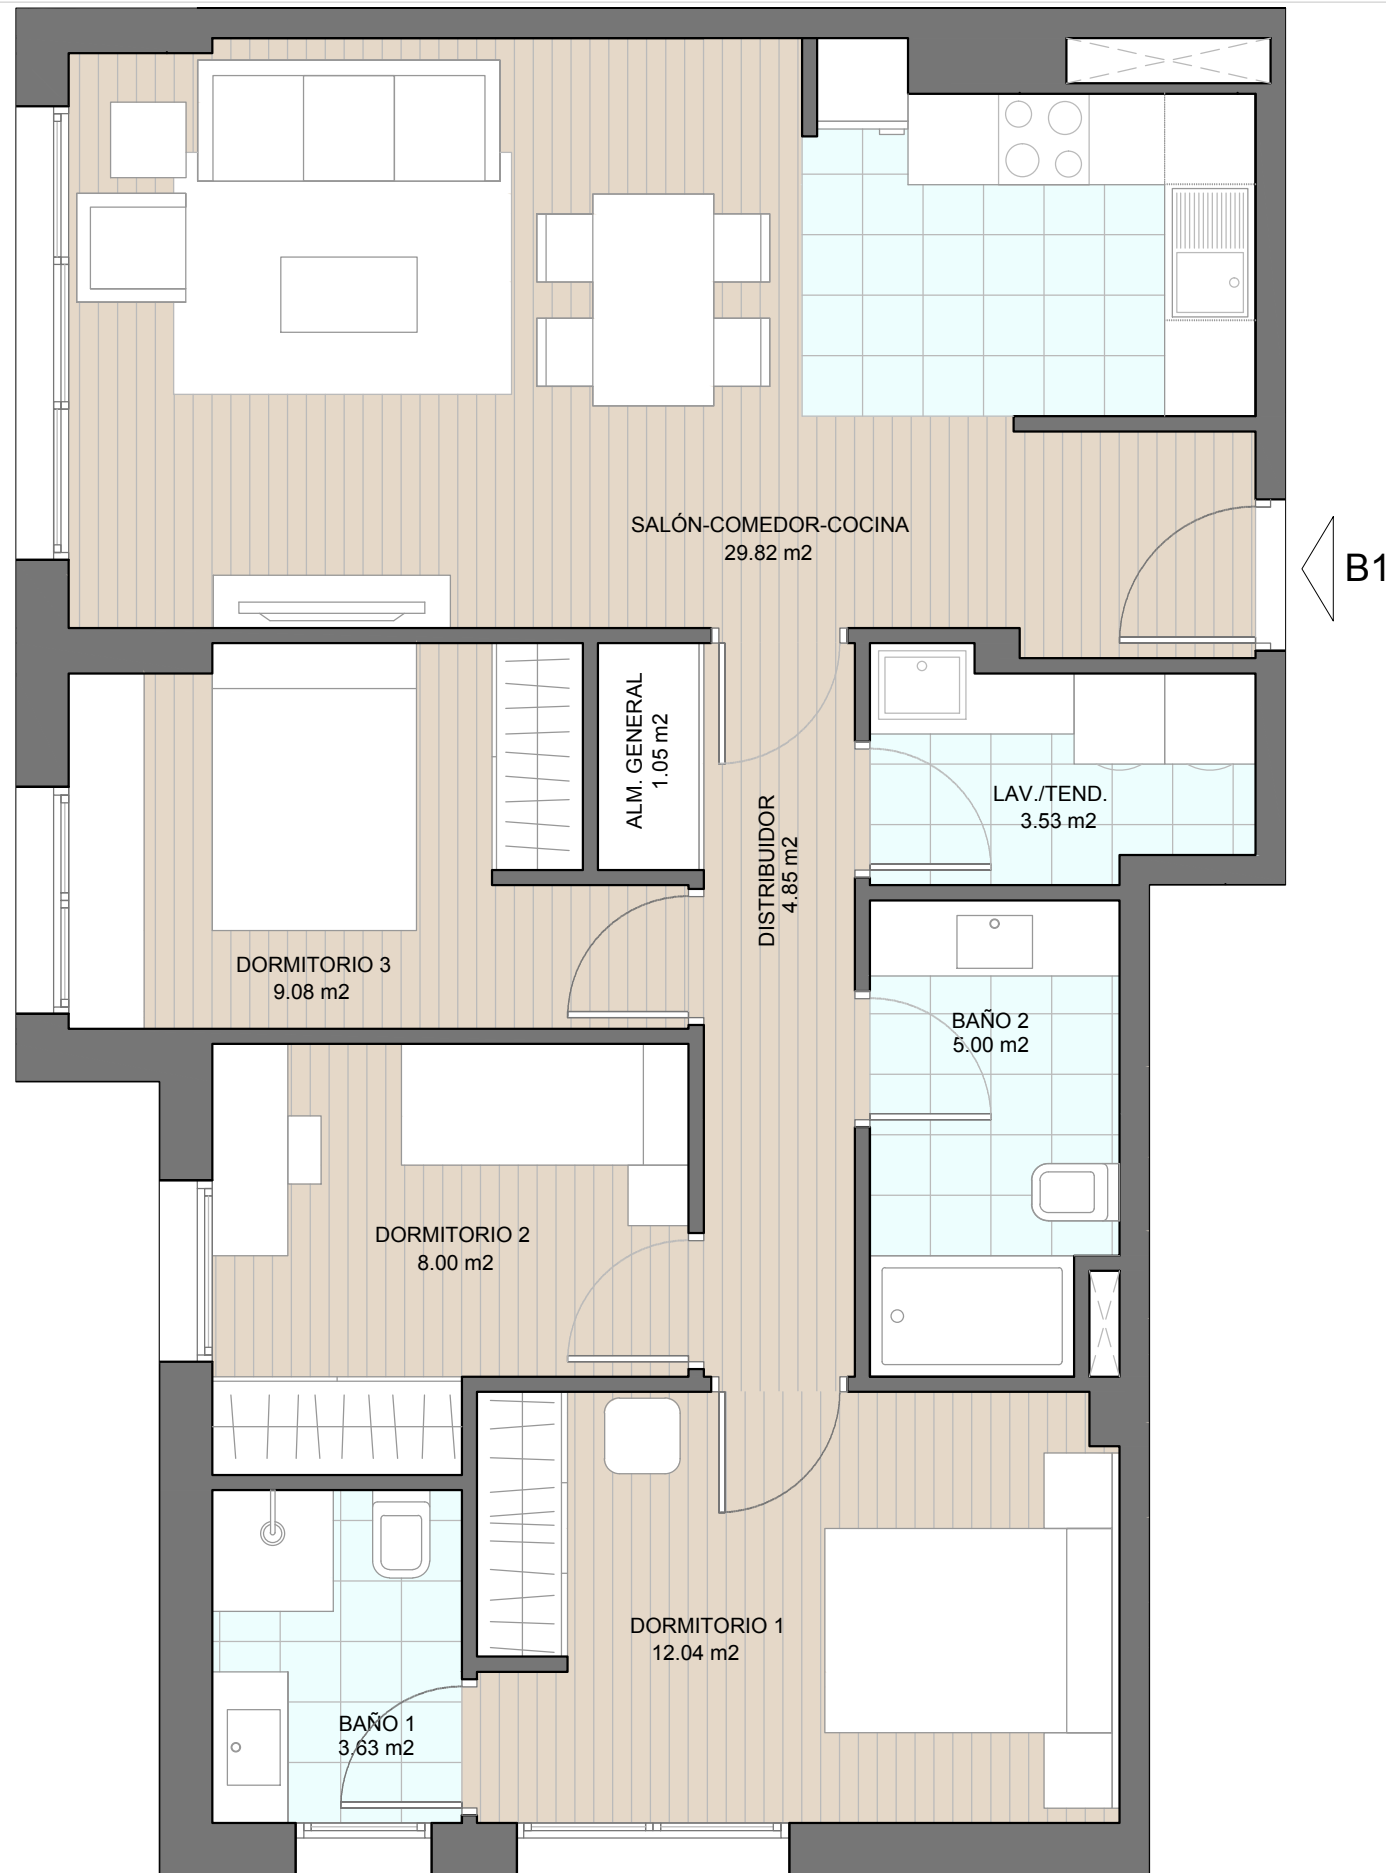 SALÓN-COMEDOR-COCINA
29.82 m2
B1
ALM. GENERAL
1.05 m2
LAV./TEND.
3.53 m2
DISTRIBUIDOR
4.85 m2
DORMITORIO 3
9.08 m2
BAÑO 2
5.00 m2
DORMITORIO 2
8.00 m2
DORMITORIO 1
12.04 m2
BAÑO 1
3.63 m2